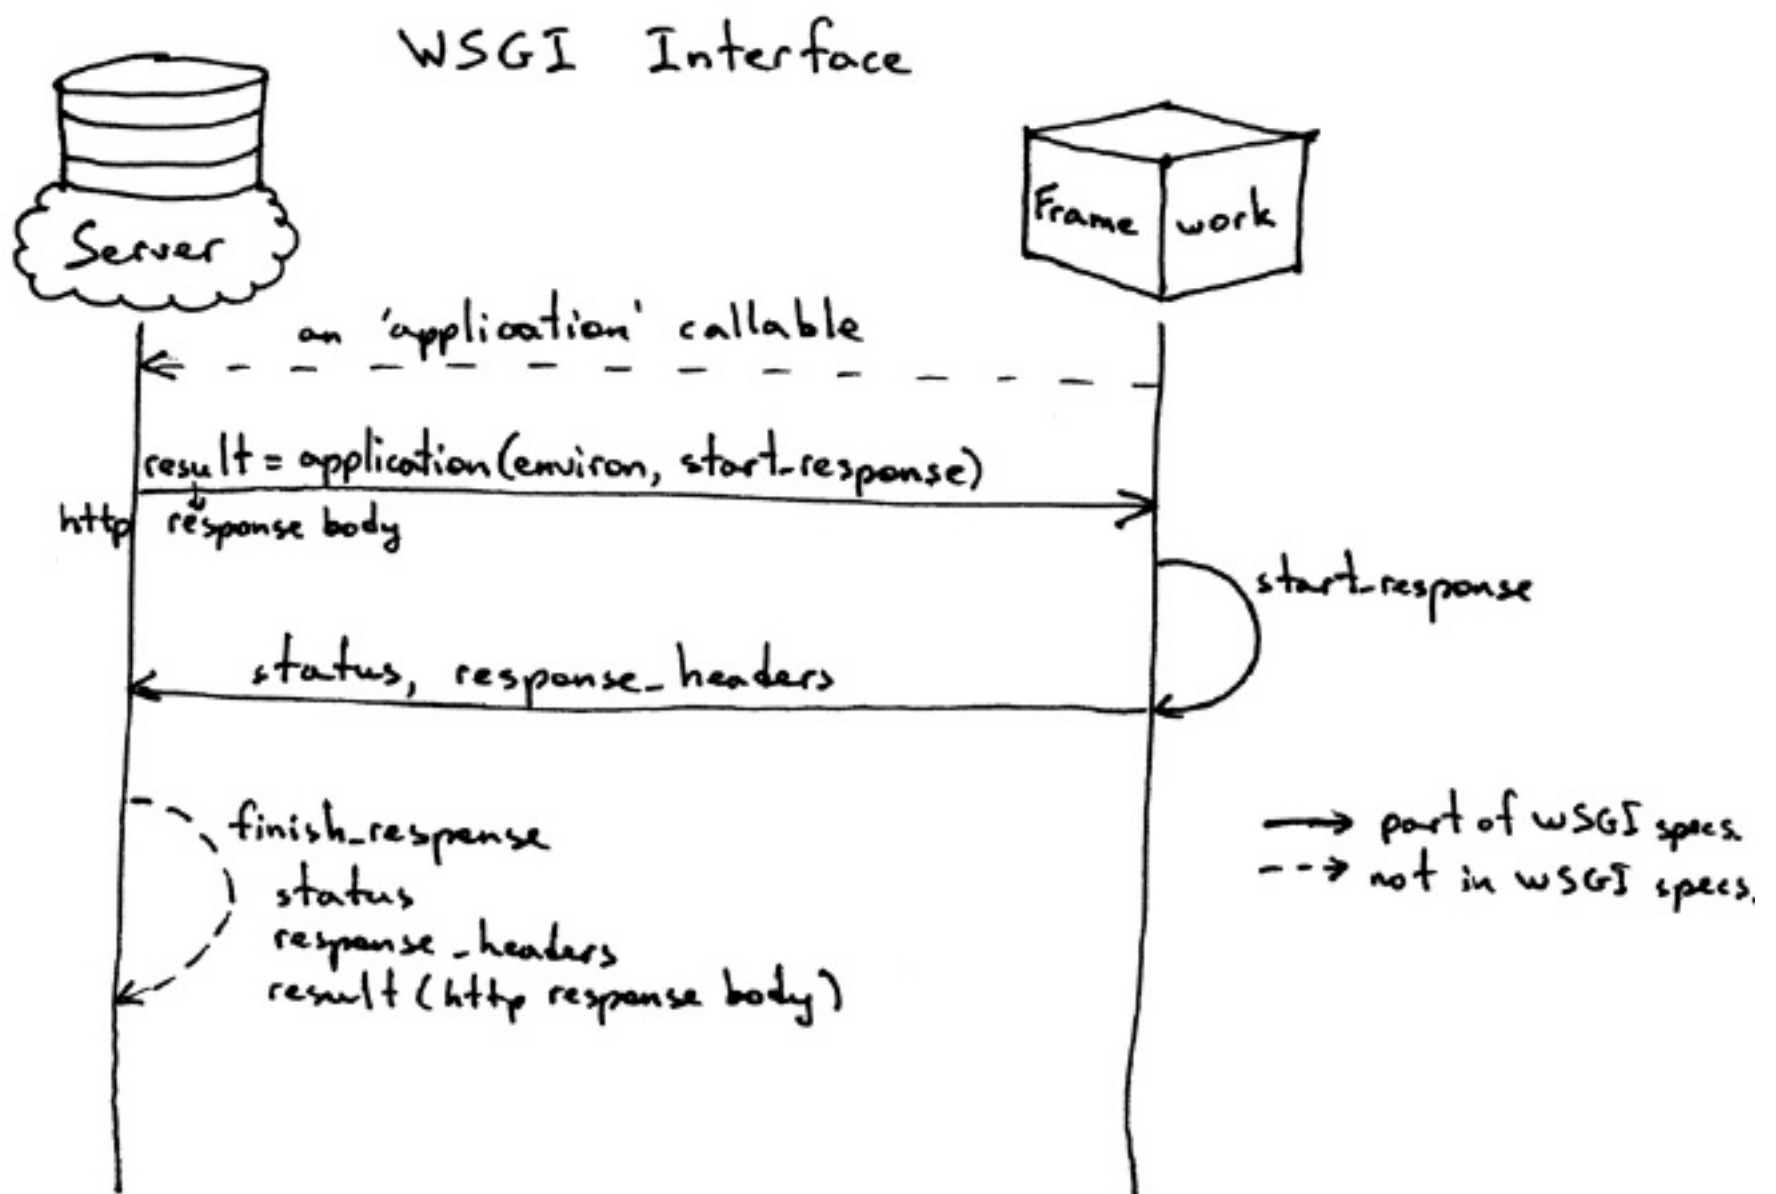 WSGI Interface
Server
Frame work
an 'application' callable
result = application(environ, start_response)
http response body
start_response
status, response_headers
finish_response
status
response_headers
result (http response body)
part of WSGI specs.
not in WSGI specs.